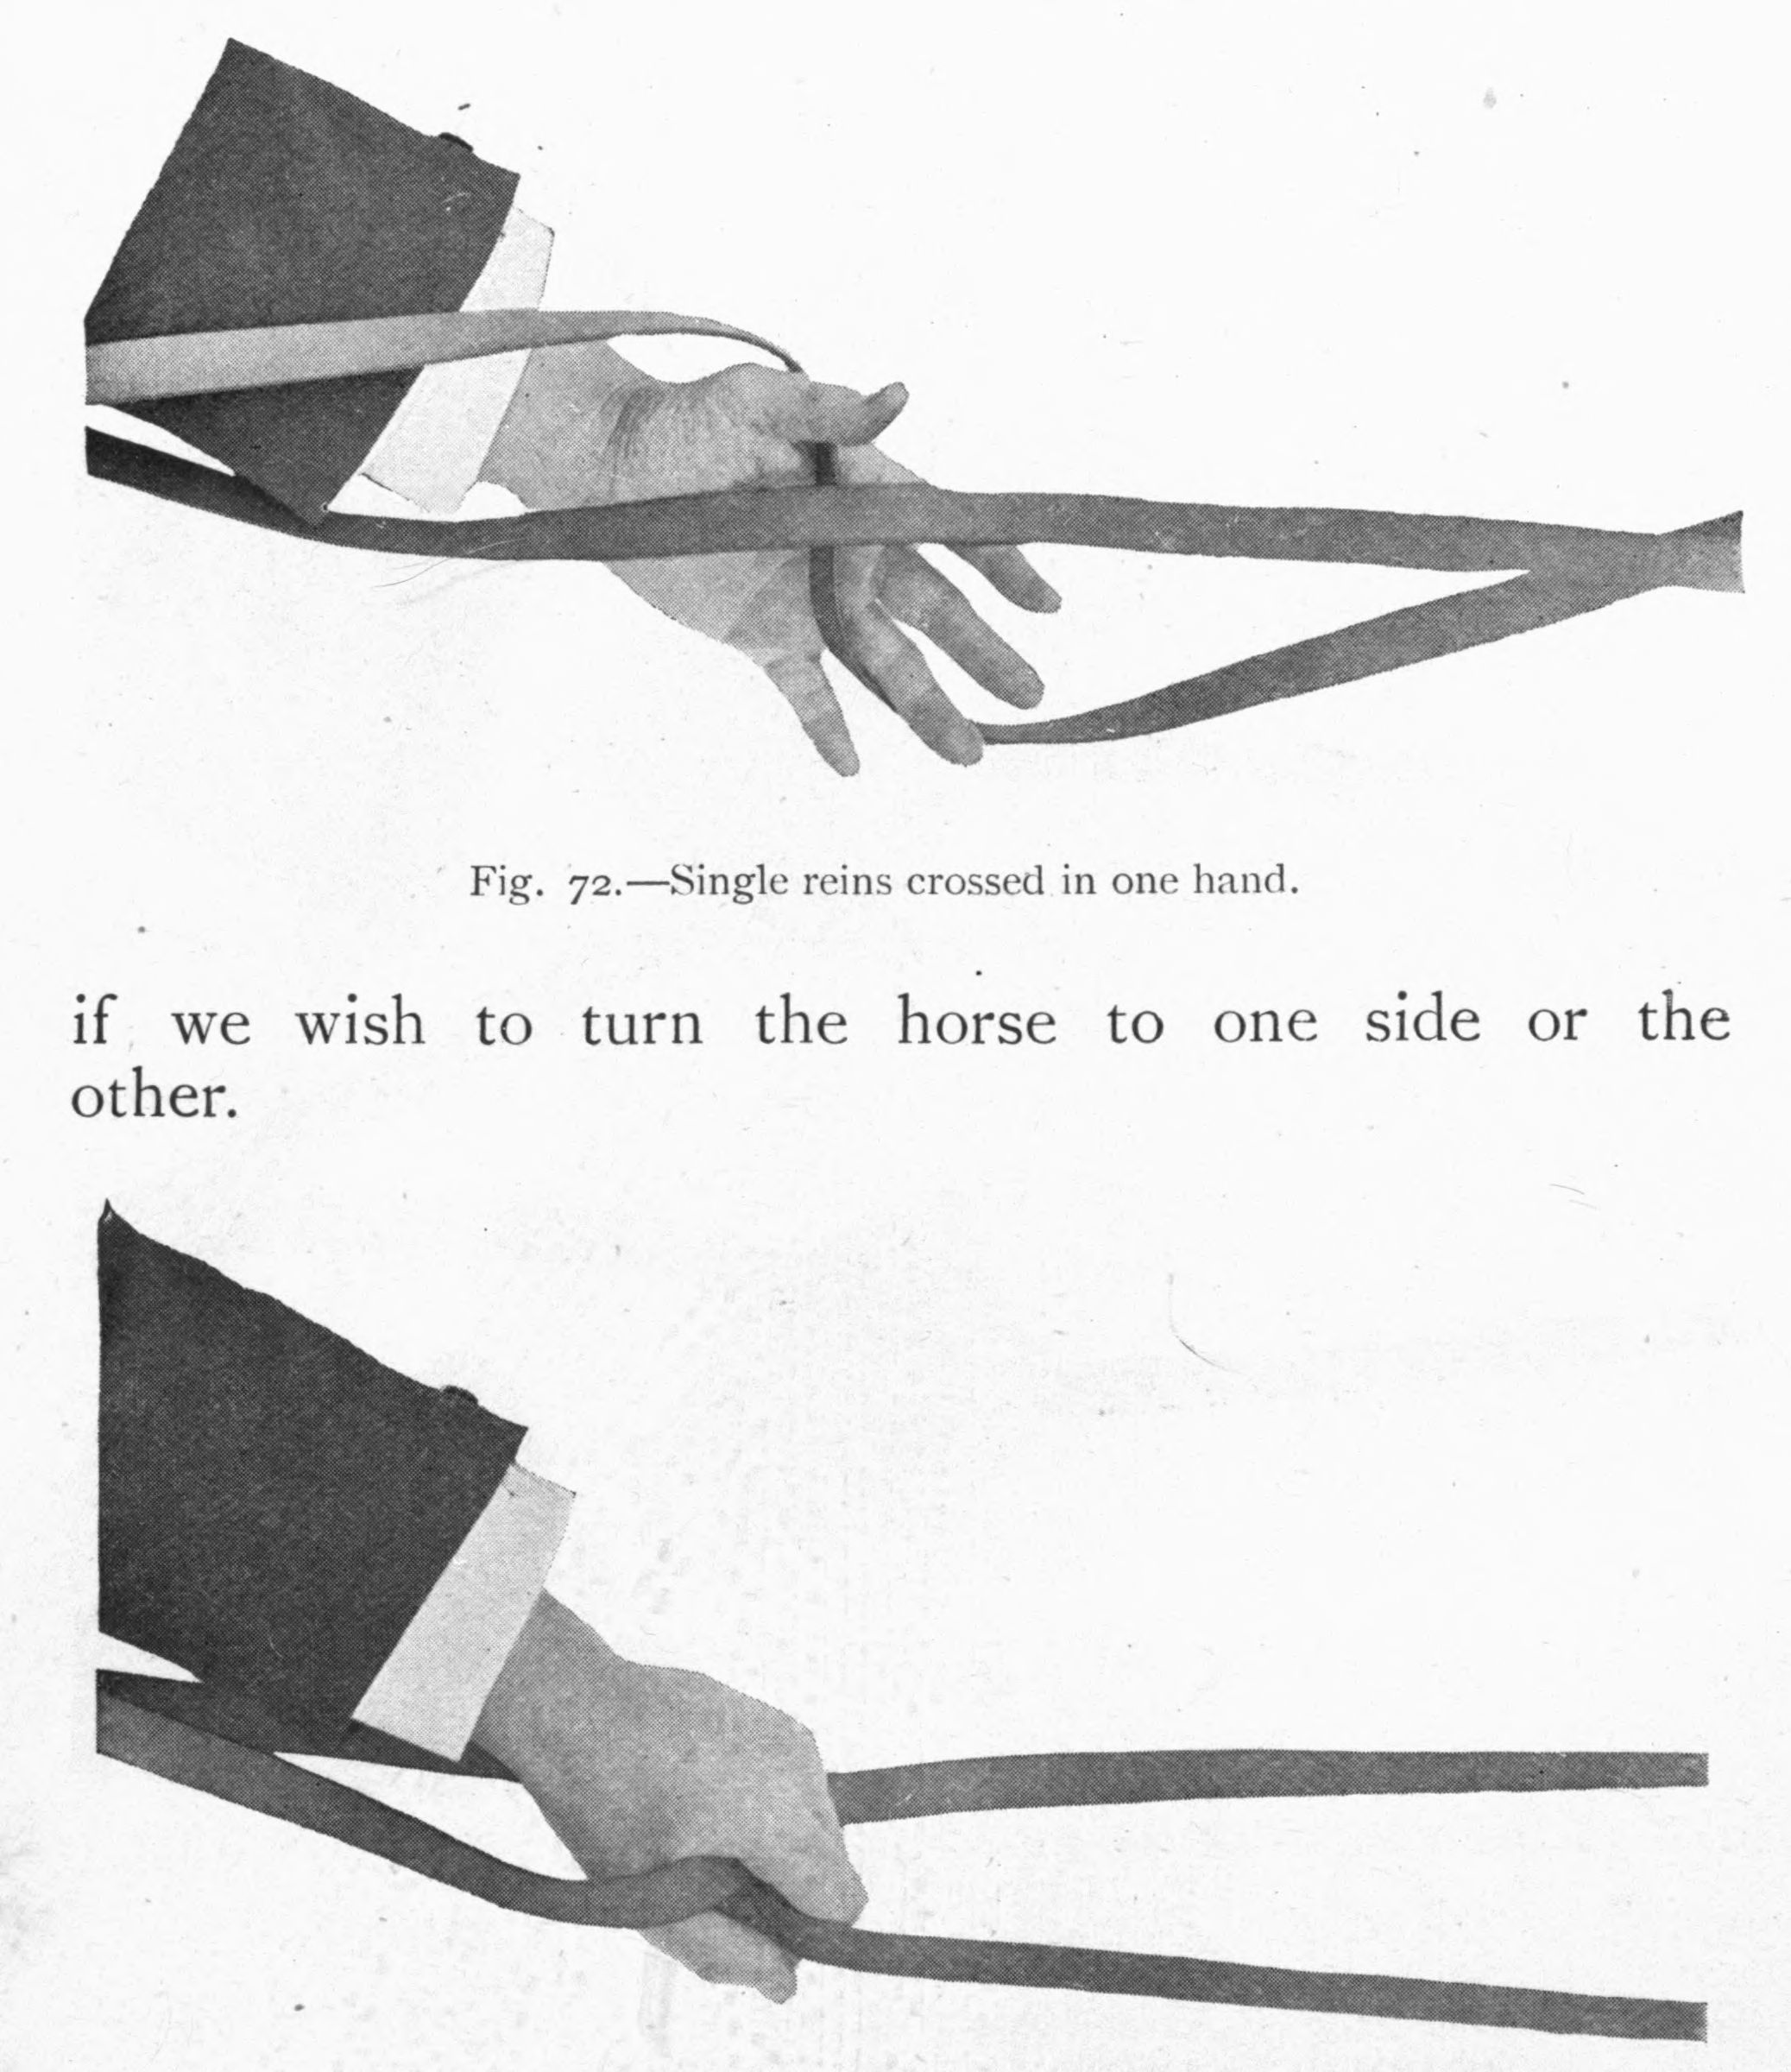 Fig. 72.—Single reins crossed in one hand.
if we wish to turn the horse to one side or the
other.